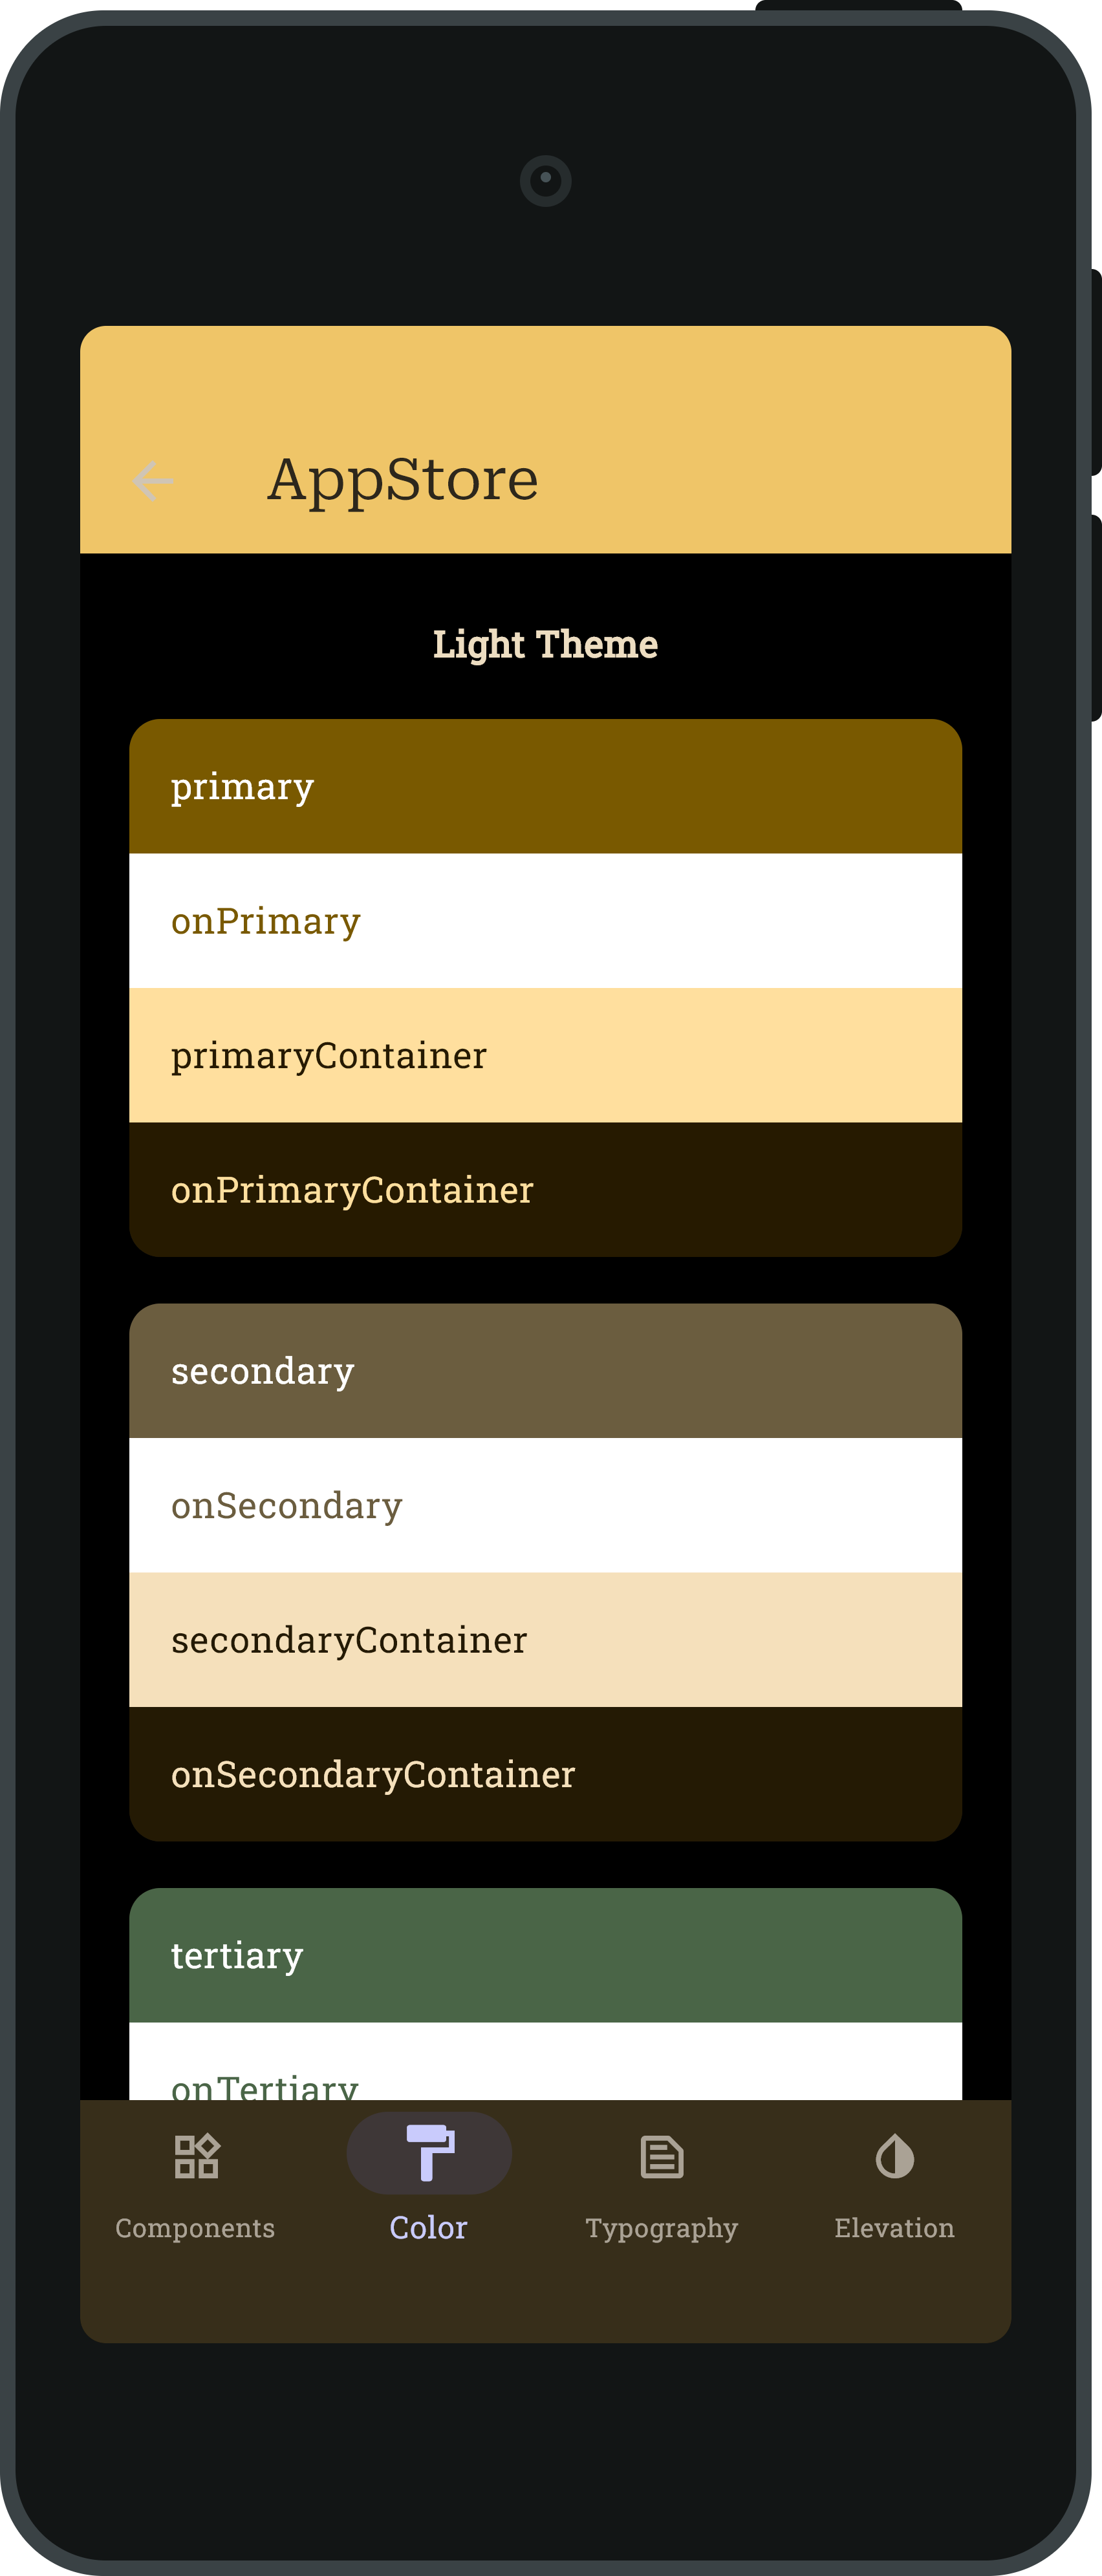 AppStore
Light Theme
primary
onPrimary
primaryContainer
onPrimaryContainer
secondary
onSecondary
secondaryContainer
onSecondaryContainer
tertiary
onTertiary
Components
Color
Typography
Elevation